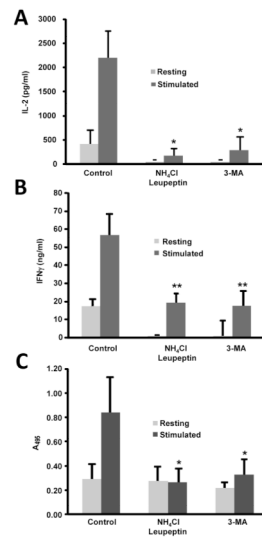 A
3000
2500
2000
1500
1000
500
0
IL-2 (pg/ml)
Resting
Stimulated
*
*
Control
NH₄Cl
Leupeptin
3-MA
B
70
60
50
40
30
20
10
0
IFNγ (ng/ml)
Resting
Stimulated
**
**
Control
NH₄Cl
Leupeptin
3-MA
C
1.20
1.00
0.80
0.60
0.40
0.20
0.00
A₄₉₅
Resting
Stimulated
*
*
Control
NH₄Cl
Leupeptin
3-MA